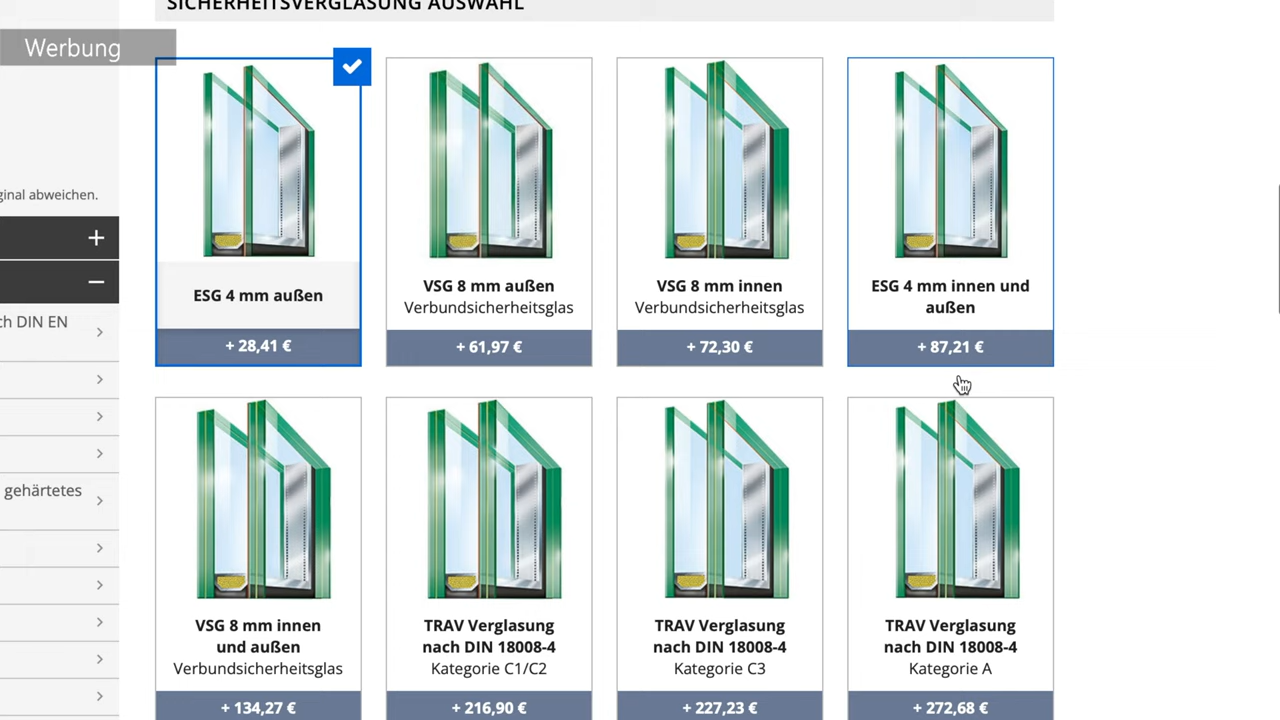 SICHERHEITSVERGLASUNG AUSWAHL
Werbung
ginal abweichen.
ch DIN EN
gehärtetes
ESG 4 mm außen
+ 28,41 €
VSG 8 mm außen
Verbundsicherheitsglas
+ 61,97 €
VSG 8 mm innen
Verbundsicherheitsglas
+ 72,30 €
ESG 4 mm innen und
außen
+ 87,21 €
VSG 8 mm innen
und außen
Verbundsicherheitsglas
+ 134,27 €
TRAV Verglasung
nach DIN 18008-4
Kategorie C1/C2
+ 216,90 €
TRAV Verglasung
nach DIN 18008-4
Kategorie C3
+ 227,23 €
TRAV Verglasung
nach DIN 18008-4
Kategorie A
+ 272,68 €